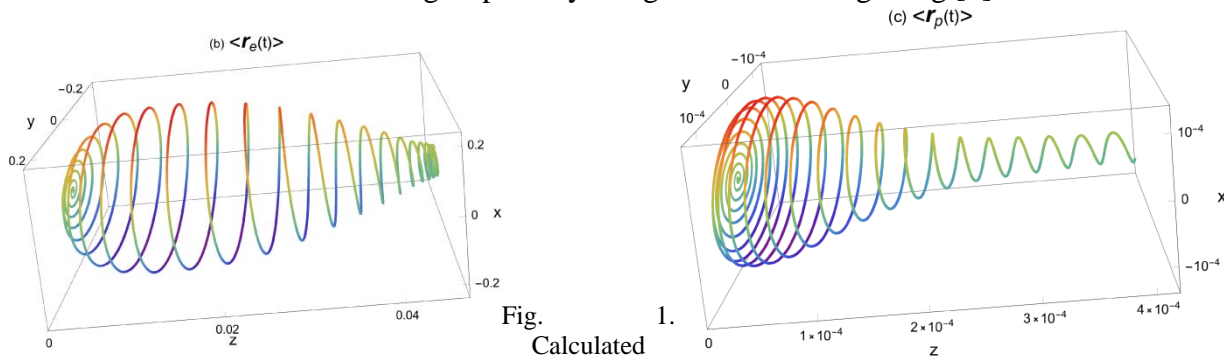 (b) <r_e(t)>
-0.2
y 0
0.2
0.2
0 x
-0.2
0 0.02 0.04
z
(c) <r_p(t)>
-10⁻⁴
y 0
10⁻⁴
10⁻⁴
0 x
-10⁻⁴
0 1×10⁻⁴ 2×10⁻⁴ 3×10⁻⁴ 4×10⁻⁴
z
Fig. 1.
Calculated